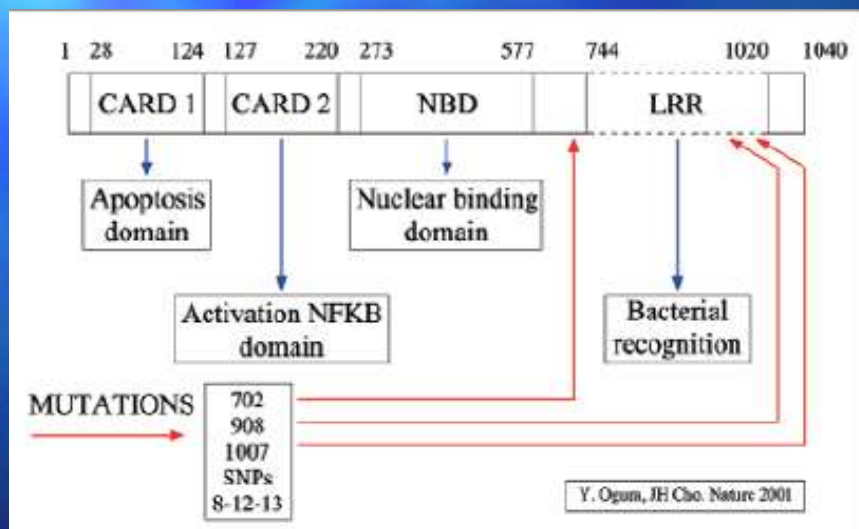 1 28 124 127 220 273 577 744 1020 1040
CARD 1 CARD 2 NBD LRR
Apoptosis
domain
Nuclear binding
domain
Activation NFKB
domain
Bacterial
recognition
MUTATIONS
702
908
1007
SNPs
8-12-13
Y. Ogura, JH Cho. Nature 2001